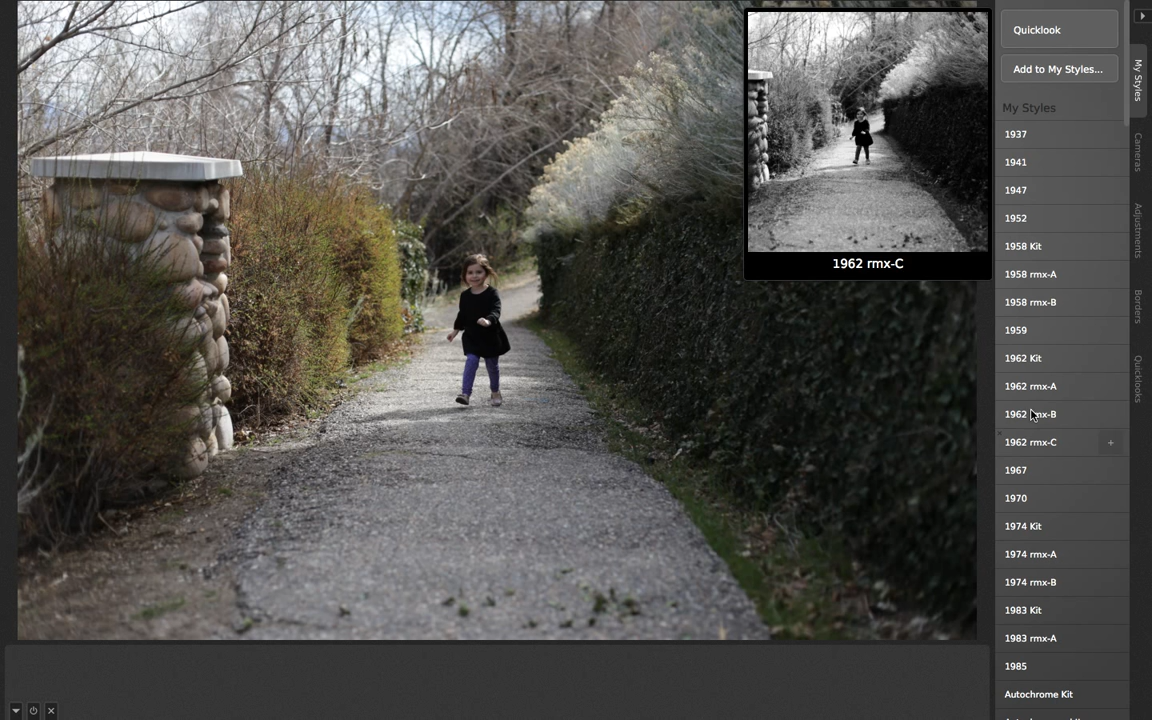 Quicklook
Add to My Styles...
My Styles
1937
1941
1947
1952
1958 Kit
1958 rmx-A
1958 rmx-B
1959
1962 Kit
1962 rmx-A
1962 rmx-B
1962 rmx-C
1967
1970
1974 Kit
1974 rmx-A
1974 rmx-B
1983 Kit
1983 rmx-A
1985
Autochrome Kit
1962 rmx-C
My Styles
Cameras
Adjustments
Borders
Quicklooks